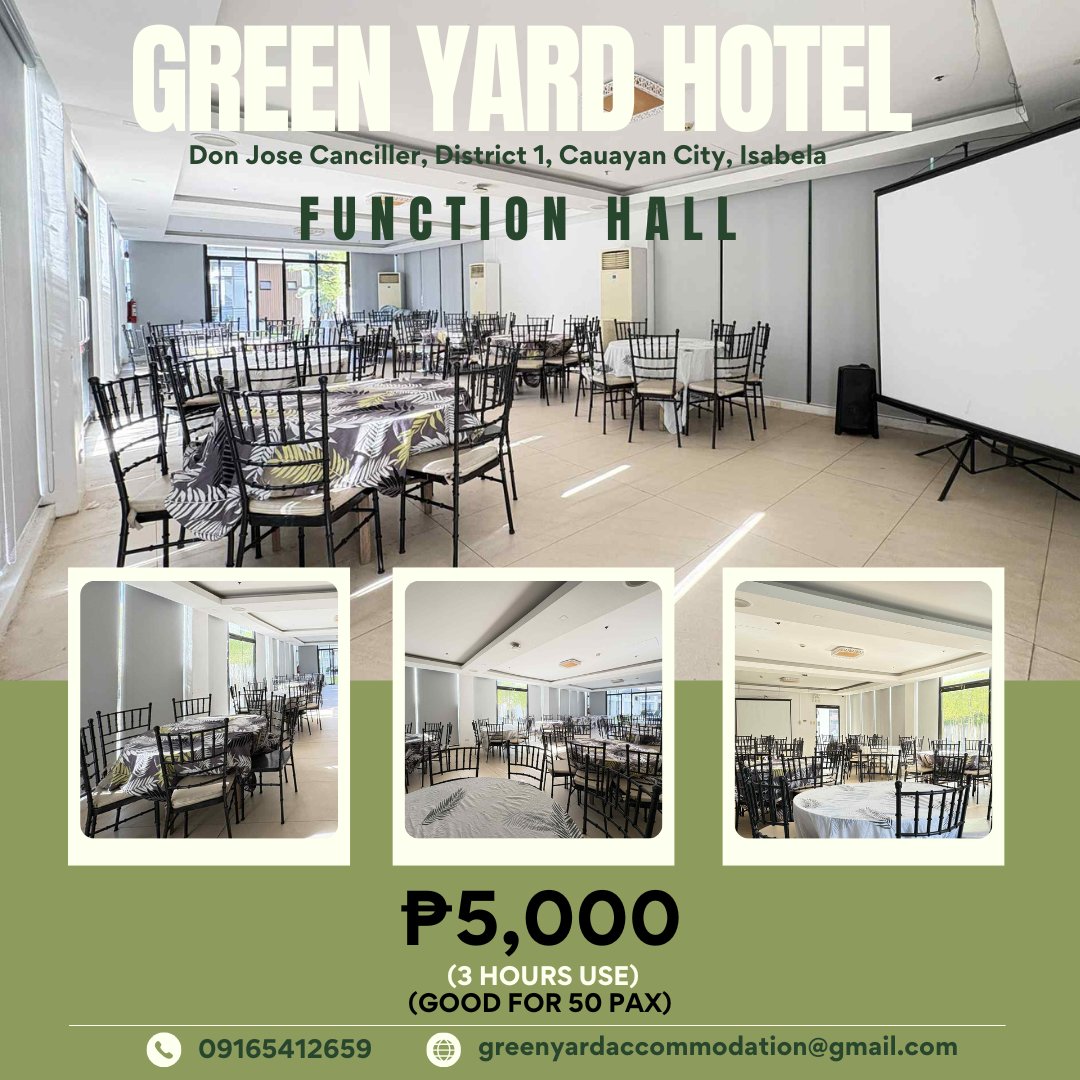 GREEN YARD HOTEL
Don Jose Canciller, District 1, Cauayan City, Isabela
FUNCTION HALL
₱5,000
(3 HOURS USE)
(GOOD FOR 50 PAX)
09165412659
greenyardaccommodation@gmail.com